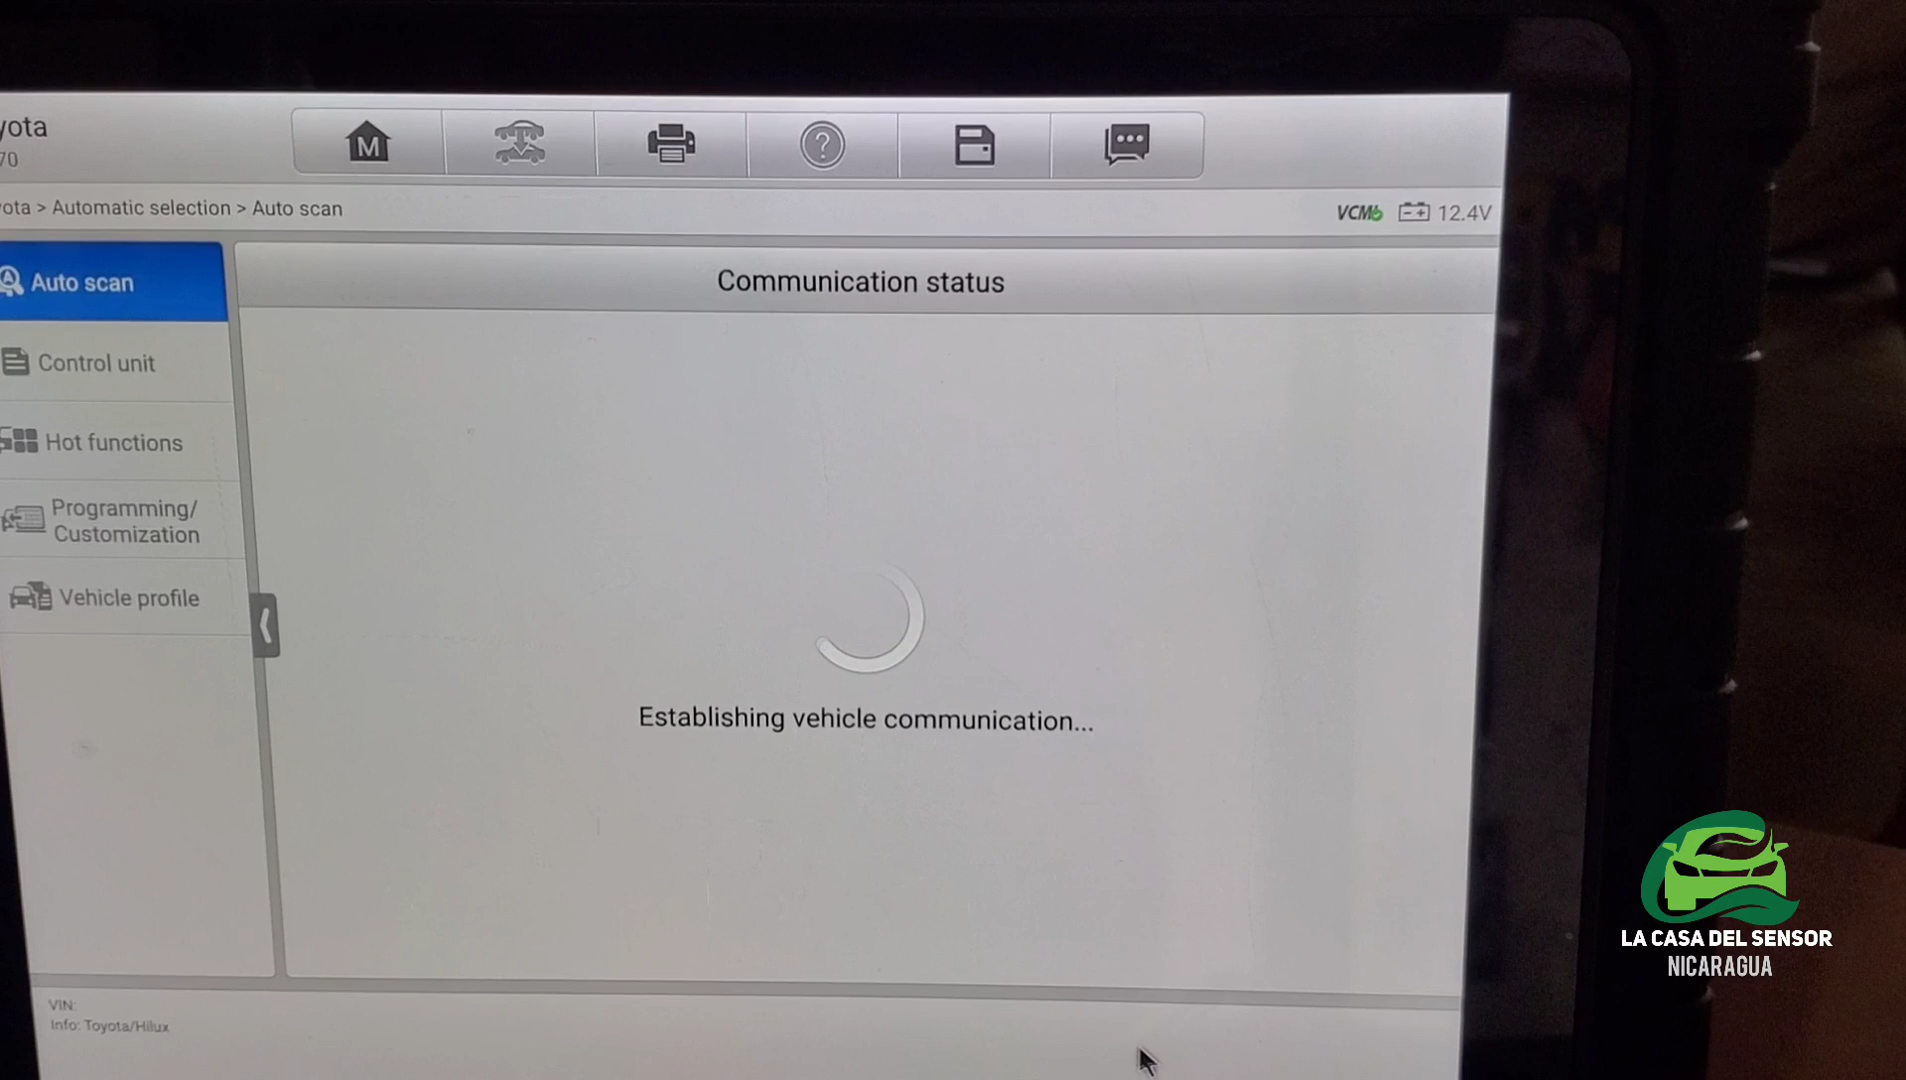 yota
70
M
?
ota > Automatic selection > Auto scan
VCMI
12.4V
Auto scan
Communication status
Control unit
Hot functions
Programming/
Customization
Vehicle profile
Establishing vehicle communication...
VIN:
Info: Toyota/Hilux
LA CASA DEL SENSOR
NICARAGUA